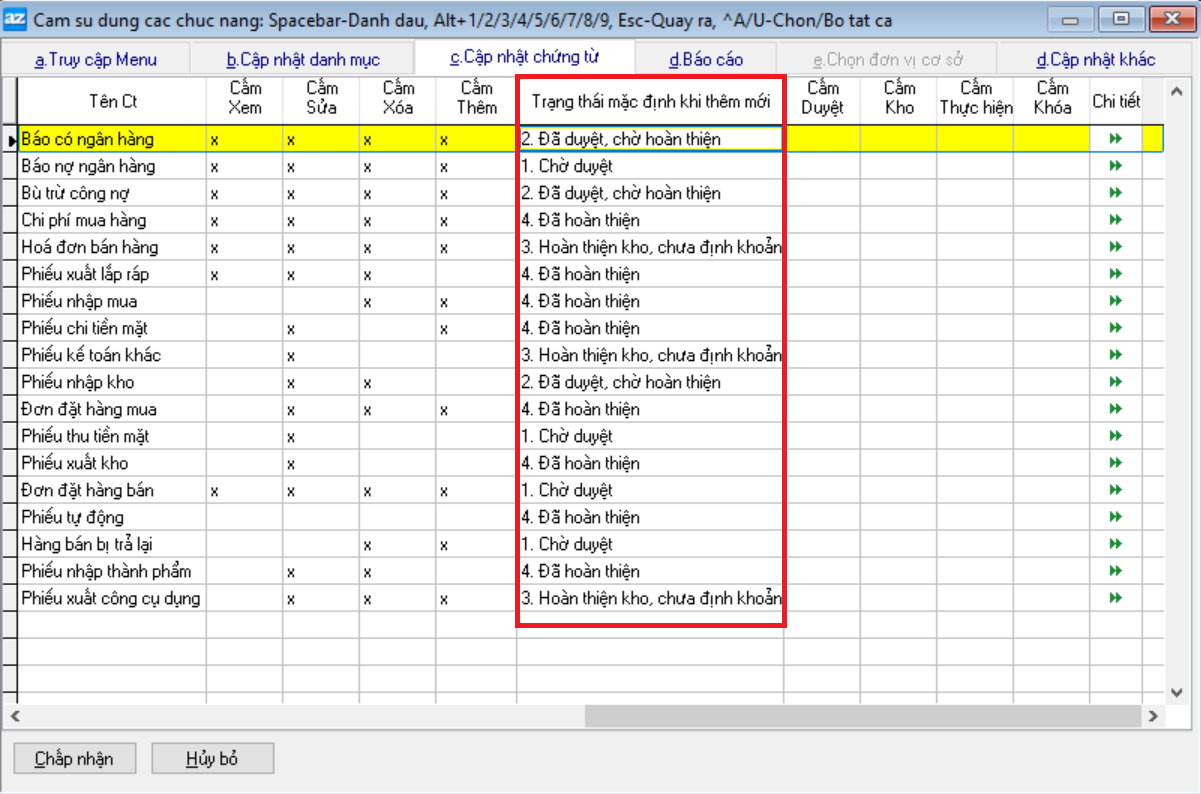 az Cam su dung cac chuc nang: Spacebar-Danh dau, Alt+1/2/3/4/5/6/7/8/9, Esc-Quay ra, ^A/U-Chon/Bo tat ca
a.Truy cập Menu b.Cập nhật danh mục c.Cập nhật chứng từ d.Báo cáo e.Chọn đơn vị cơ sở d.Cập nhật khác
Tên Ct Cấm Xem Cấm Sửa Cấm Xóa Cấm Thêm Trạng thái mặc định khi thêm mới Cấm Duyệt Cấm Kho Cấm Thực hiện Cấm Khóa Chi tiết
Báo có ngân hàng x x x x 2. Đã duyệt, chờ hoàn thiện
Báo nợ ngân hàng x x x x 1. Chờ duyệt
Bù trừ công nợ x x x x 2. Đã duyệt, chờ hoàn thiện
Chi phí mua hàng x x x x 4. Đã hoàn thiện
Hoá đơn bán hàng x x x x 3. Hoàn thiện kho, chưa định khoản
Phiếu xuất lắp ráp x x x 4. Đã hoàn thiện
Phiếu nhập mua x x 4. Đã hoàn thiện
Phiếu chi tiền mặt x x 4. Đã hoàn thiện
Phiếu kế toán khác x 3. Hoàn thiện kho, chưa định khoản
Phiếu nhập kho x x 2. Đã duyệt, chờ hoàn thiện
Đơn đặt hàng mua x x x 4. Đã hoàn thiện
Phiếu thu tiền mặt x 1. Chờ duyệt
Phiếu xuất kho x 4. Đã hoàn thiện
Đơn đặt hàng bán x x x x 1. Chờ duyệt
Phiếu tự động 4. Đã hoàn thiện
Hàng bán bị trả lại x x 1. Chờ duyệt
Phiếu nhập thành phẩm x x 4. Đã hoàn thiện
Phiếu xuất công cụ dụng x x x 3. Hoàn thiện kho, chưa định khoản
Chấp nhận Hủy bỏ